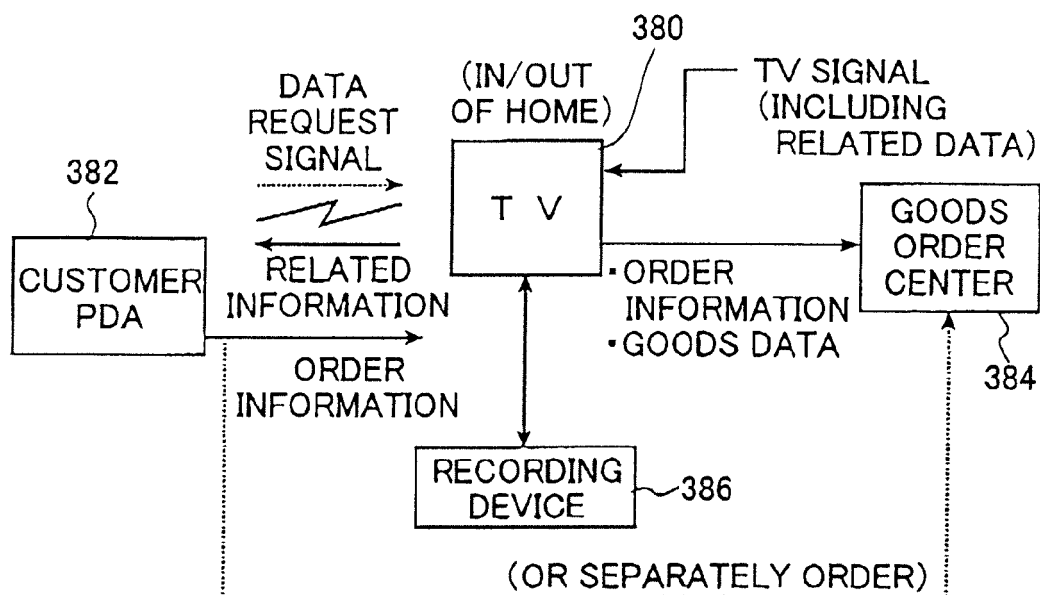 380
(IN/OUT
OF HOME)
TV SIGNAL
(INCLUDING
RELATED DATA)
DATA
REQUEST
SIGNAL
382
TV
GOODS
ORDER
CENTER
CUSTOMER
PDA
RELATED
INFORMATION
・ORDER
INFORMATION
・GOODS DATA
384
ORDER
INFORMATION
RECORDING
DEVICE
386
(OR SEPARATELY ORDER)